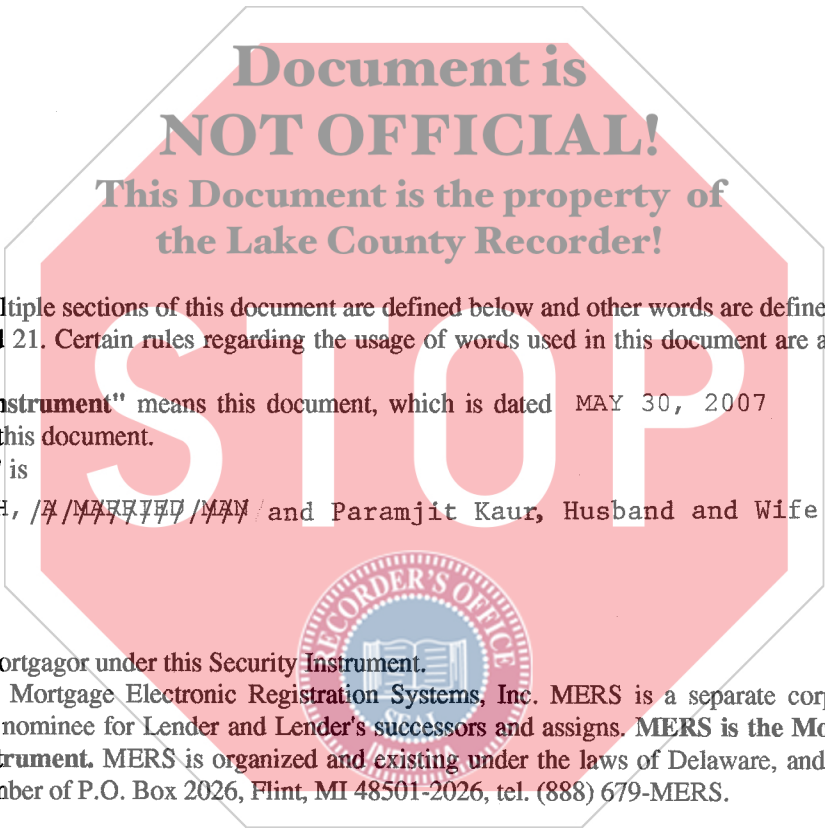 Document is
NOT OFFICIAL!
This Document is the property of
the Lake County Recorder!
ltiple sections of this document are defined below and other words are define
21. Certain rules regarding the usage of words used in this document are a
nstrument" means this document, which is dated MAY 30, 2007
this document.
is
H, /A/MARRIED/MAN and Paramjit Kaur, Husband and Wife
STOP
RECORDER'S OFFICE
ortgagor under this Security Instrument.
Mortgage Electronic Registration Systems, Inc. MERS is a separate corp
nominee for Lender and Lender's successors and assigns. MERS is the Mo
SEAL
trument. MERS is organized and existing under the laws of Delaware, and
INDIANA
nber of P.O. Box 2026, Flint, MI 48501-2026, tel. (888) 679-MERS.